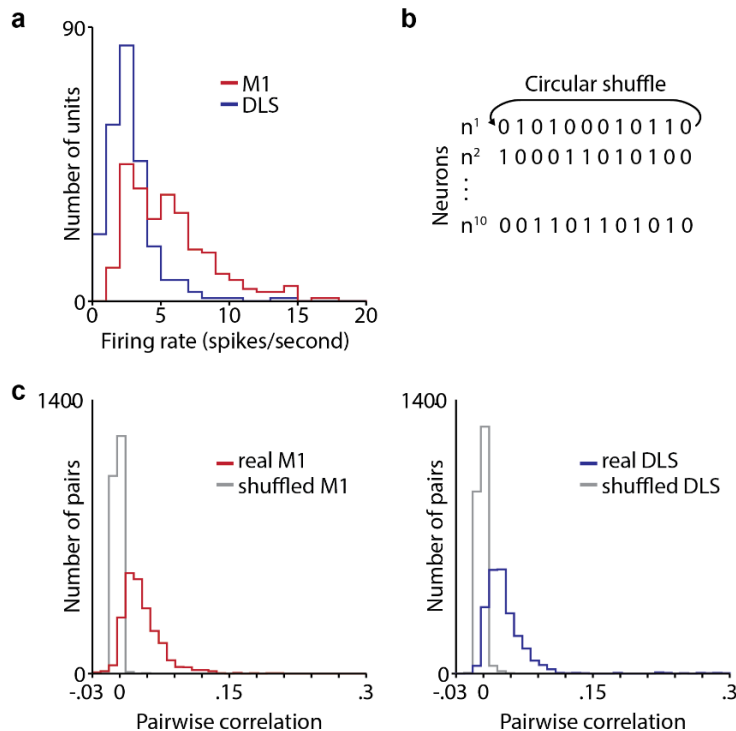 a
90
Number of units
M1
DLS
0
0 5 10 15 20
Firing rate (spikes/second)
b
Circular shuffle
Neurons
n¹ 0 1 0 1 0 0 0 1 0 1 1 0
n² 1 0 0 0 1 1 0 1 0 1 0 0
⋮
n¹⁰ 0 0 1 1 0 1 1 0 1 0 1 0
c
1400
Number of pairs
real M1
shuffled M1
0
-.03 0 .15 .3
Pairwise correlation
1400
Number of pairs
real DLS
shuffled DLS
0
-.03 0 .15 .3
Pairwise correlation